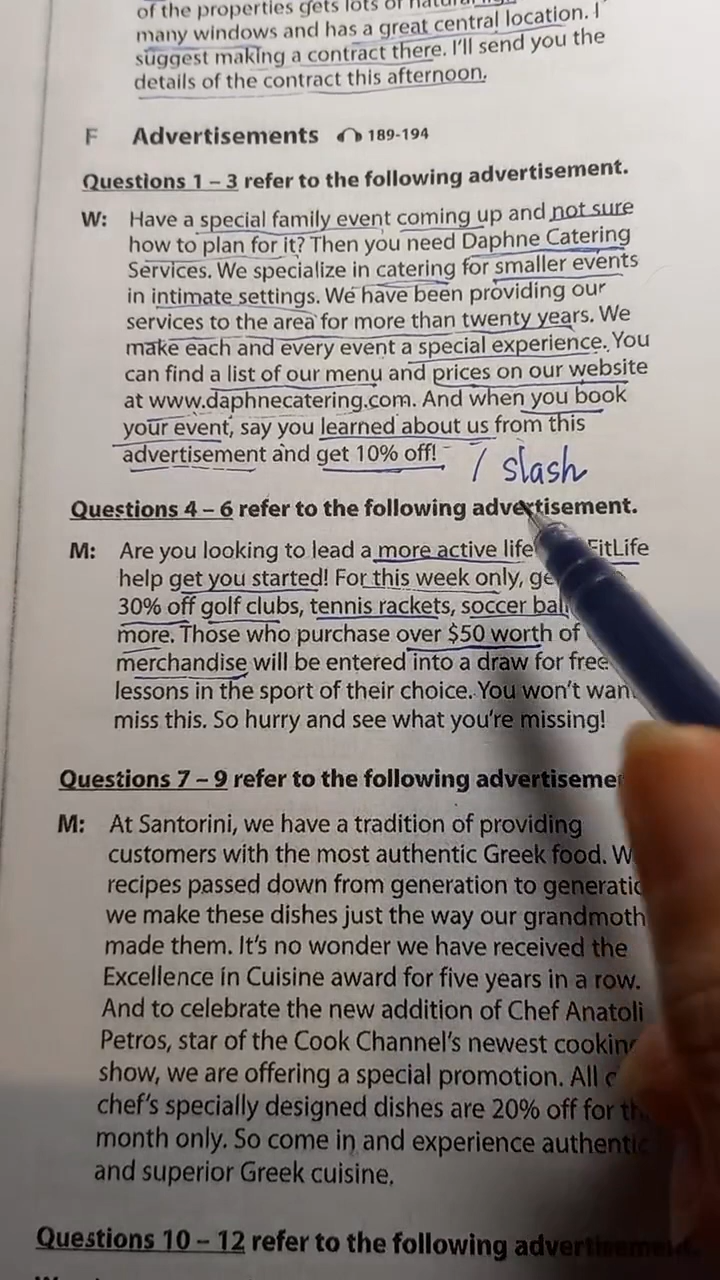 of the properties gets lots of
many windows and has a great central location. I
suggest making a contract there. I'll send you the
details of the contract this afternoon.
F Advertisements 189-194
Questions 1 – 3 refer to the following advertisement.
W: Have a special family event coming up and not sure
how to plan for it? Then you need Daphne Catering
Services. We specialize in catering for smaller events
in intimate settings. We have been providing our
services to the area for more than twenty years. We
make each and every event a special experience. You
can find a list of our menu and prices on our website
at www.daphnecatering.com. And when you book
your event, say you learned about us from this
advertisement and get 10% off!
/ slash
Questions 4 – 6 refer to the following advertisement.
M: Are you looking to lead a more active life FitLife
help get you started! For this week only,
30% off golf clubs, tennis rackets, soccer
more. Those who purchase over $50 worth of
merchandise will be entered into a draw for free
lessons in the sport of their choice. You won't
miss this. So hurry and see what you're missing!
Questions 7 – 9 refer to the following
M: At Santorini, we have a tradition of providing
customers with the most authentic Greek food.
recipes passed down from generation to
we make these dishes just the way our
made them. It's no wonder we have received the
Excellence in Cuisine award for five years in a row.
And to celebrate the new addition of Chef Anatoli
Petros, star of the Cook Channel's newest
show, we are offering a special promotion. All
chef's specially designed dishes are 20% off for
month only. So come in and experience
and superior Greek cuisine.
Questions 10 – 12 refer to the following advertisement.